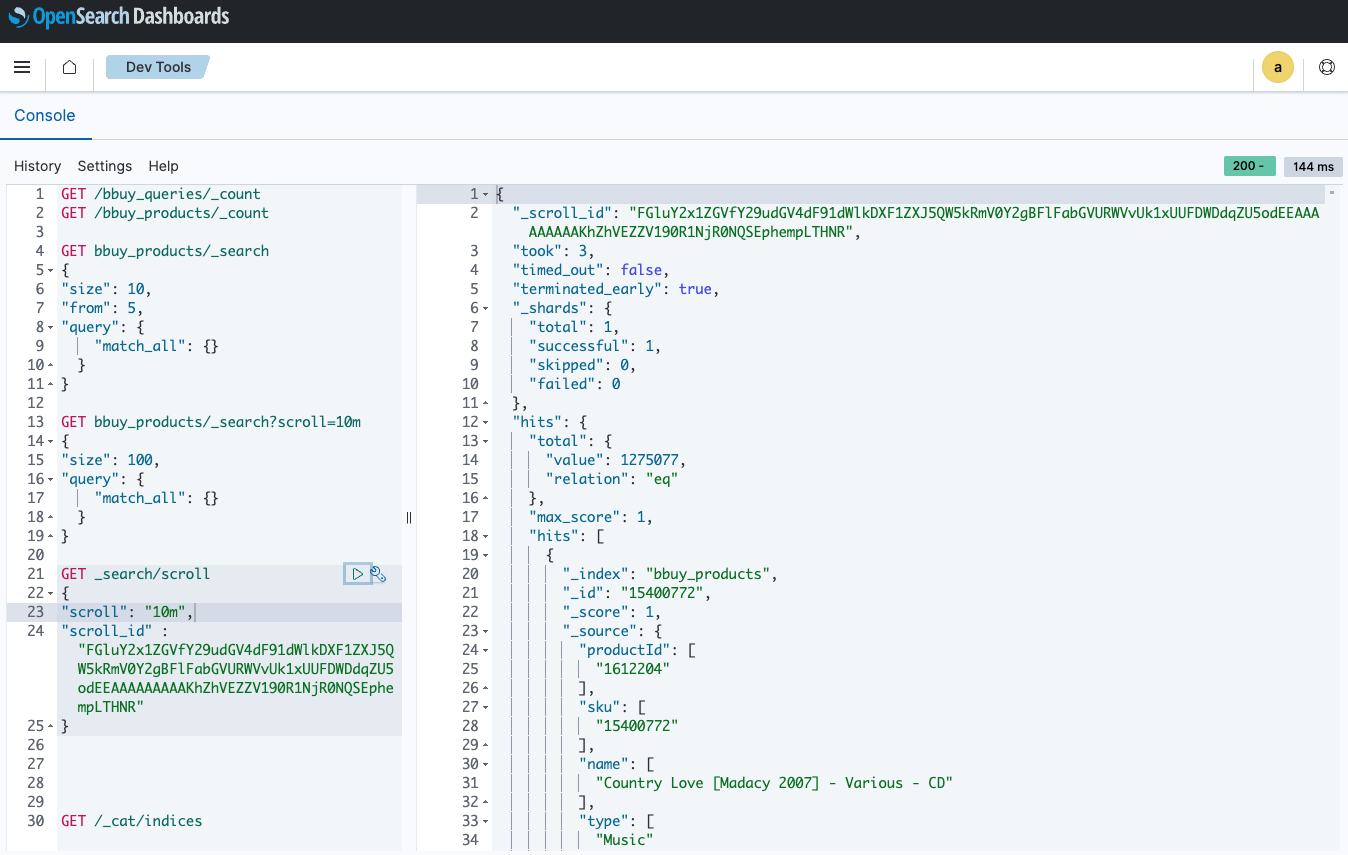 OpenSearch Dashboards
Dev Tools
a
Console
History Settings Help
200 -
144 ms
1 GET /bbuy_queries/_count
2 GET /bbuy_products/_count
3
4 GET bbuy_products/_search
5 {
6 "size": 10,
7 "from": 5,
8 "query": {
9 "match_all": {}
10 }
11 }
12
13 GET bbuy_products/_search?scroll=10m
14 {
15 "size": 100,
16 "query": {
17 "match_all": {}
18 }
19 }
20
21 GET _search/scroll
22 {
23 "scroll": "10m",
24 "scroll_id" :
"FGluY2x1ZGVfY29udGV4dF91dWlkDXF1ZXJ5Q
W5kRmV0Y2gBFlFabGVURWVvUk1xUUFDWDdqZU5
odEEAAAAAAAAAKhZhVEZZV190R1NjR0NQSEphe
mpLTHNR"
25 }
26
27
28
29
30 GET /_cat/indices
1 {
2 "_scroll_id": "FGluY2x1ZGVfY29udGV4dF91dWlkDXF1ZXJ5QW5kRmV0Y2gBFlFabGVURWVvUk1xUUFDWDdqZU5odEEAAA
AAAAAAKhZhVEZZV190R1NjR0NQSEphempLTHNR",
3 "took": 3,
4 "timed_out": false,
5 "terminated_early": true,
6 "_shards": {
7 "total": 1,
8 "successful": 1,
9 "skipped": 0,
10 "failed": 0
11 },
12 "hits": {
13 "total": {
14 "value": 1275077,
15 "relation": "eq"
16 },
17 "max_score": 1,
18 "hits": [
19 {
20 "_index": "bbuy_products",
21 "_id": "15400772",
22 "_score": 1,
23 "_source": {
24 "productId": [
25 "1612204"
26 ],
27 "sku": [
28 "15400772"
29 ],
30 "name": [
31 "Country Love [Madacy 2007] - Various - CD"
32 ],
33 "type": [
34 "Music"